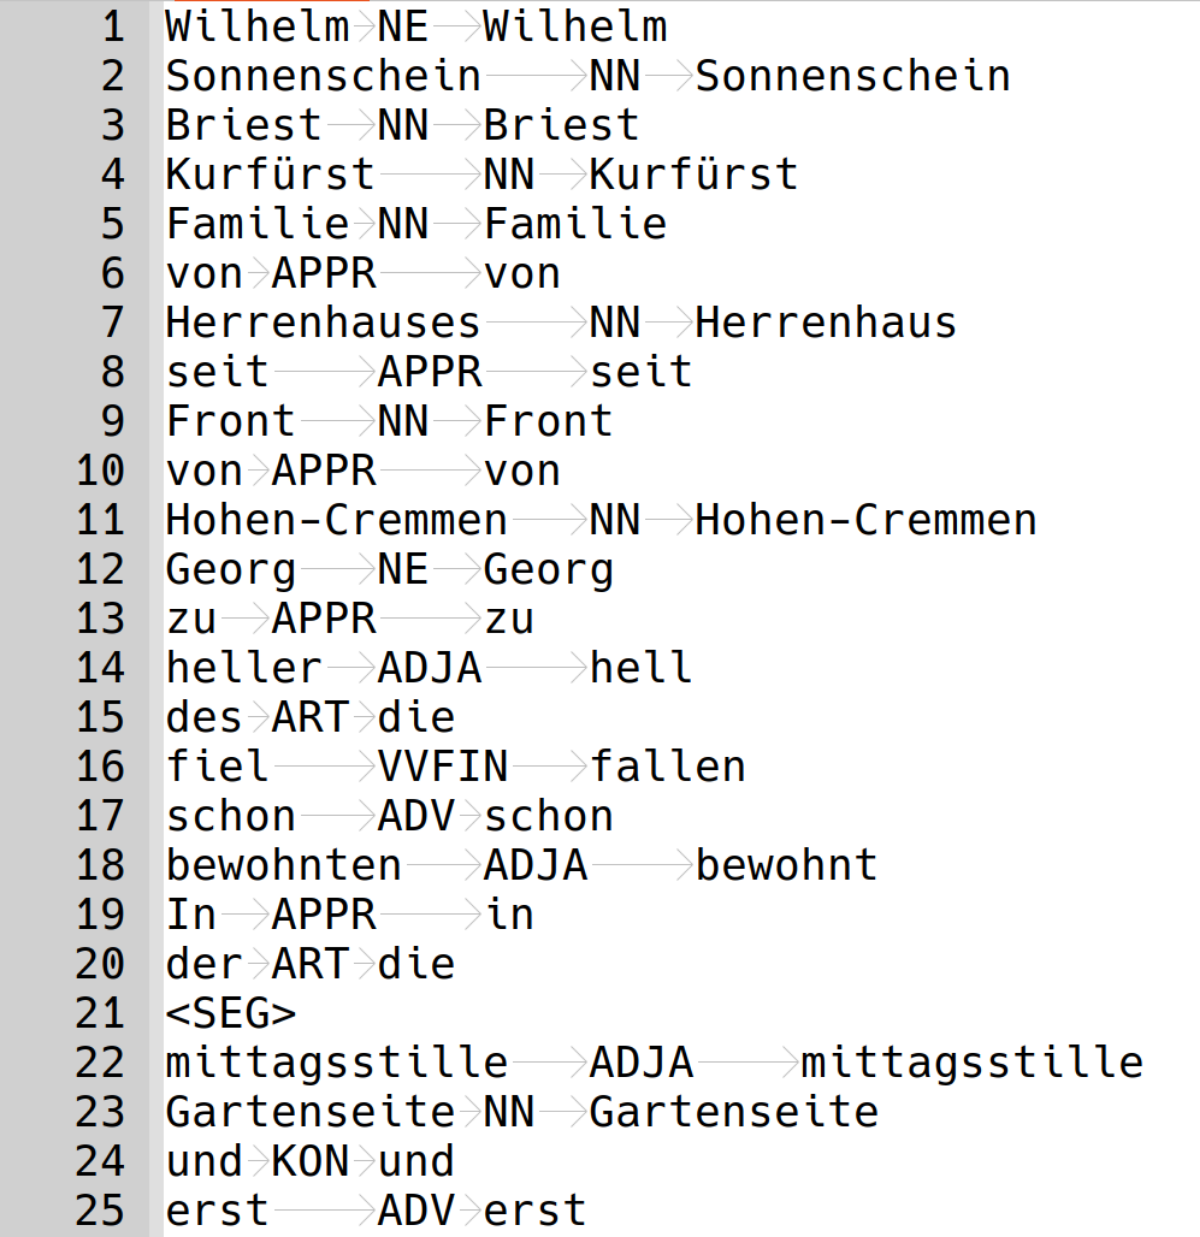 1 Wilhelm NE Wilhelm
2 Sonnenschein NN Sonnenschein
3 Briest NN Briest
4 Kurfürst NN Kurfürst
5 Familie NN Familie
6 von APPR von
7 Herrenhauses NN Herrenhaus
8 seit APPR seit
9 Front NN Front
10 von APPR von
11 Hohen-Cremmen NN Hohen-Cremmen
12 Georg NE Georg
13 zu APPR zu
14 heller ADJA hell
15 des ART die
16 fiel VVFIN fallen
17 schon ADV schon
18 bewohnten ADJA bewohnt
19 In APPR in
20 der ART die
21 <SEG>
22 mittagsstille ADJA mittagsstille
23 Gartenseite NN Gartenseite
24 und KON und
25 erst ADV erst